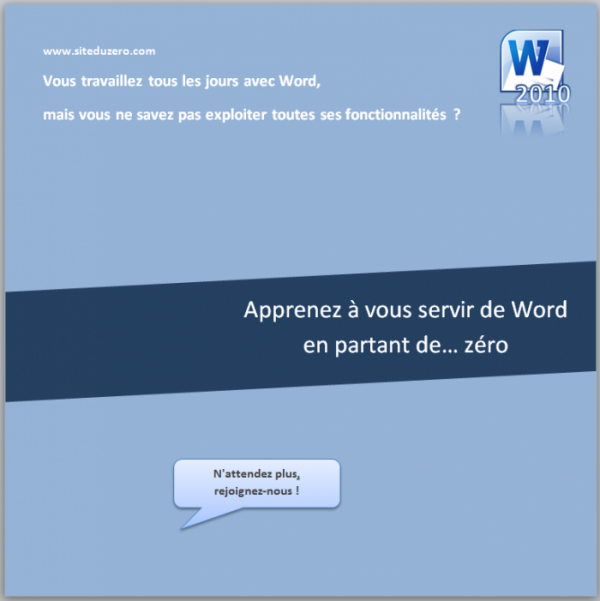 www.siteduzero.com
Vous travaillez tous les jours avec Word,
mais vous ne savez pas exploiter toutes ses fonctionnalités ?
W
2010
Apprenez à vous servir de Word
en partant de... zéro
N'attendez plus,
rejoignez-nous !